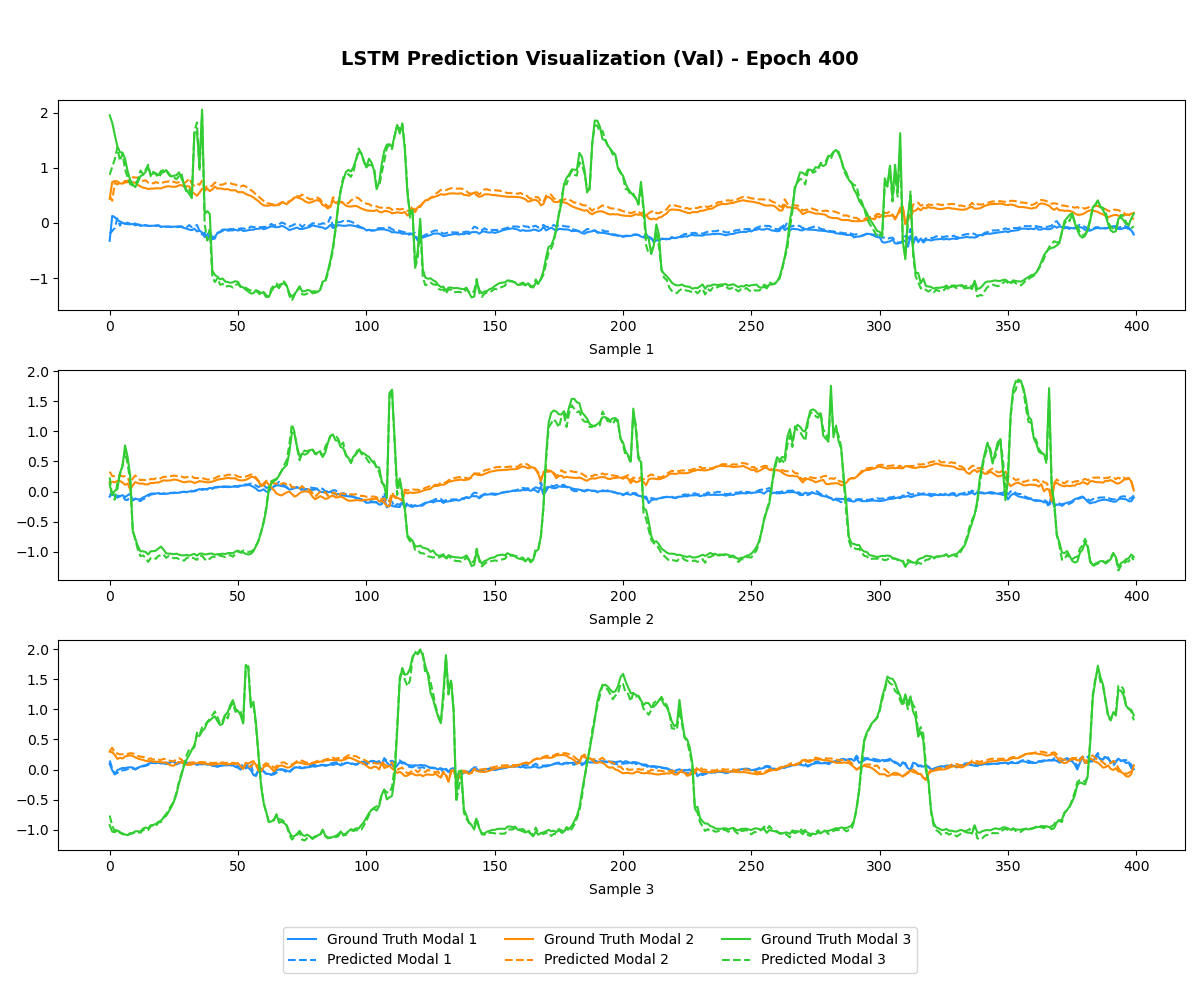 LSTM Prediction Visualization (Val) - Epoch 400
2
1
0
−1
0 50 100 150 200 250 300 350 400
Sample 1
2.0
1.5
1.0
0.5
0.0
−0.5
−1.0
0 50 100 150 200 250 300 350 400
Sample 2
2.0
1.5
1.0
0.5
0.0
−0.5
−1.0
0 50 100 150 200 250 300 350 400
Sample 3
Ground Truth Modal 1 Ground Truth Modal 2 Ground Truth Modal 3
Predicted Modal 1 Predicted Modal 2 Predicted Modal 3